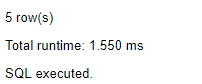 5 row(s)
Total runtime: 1.550 ms
SQL executed.